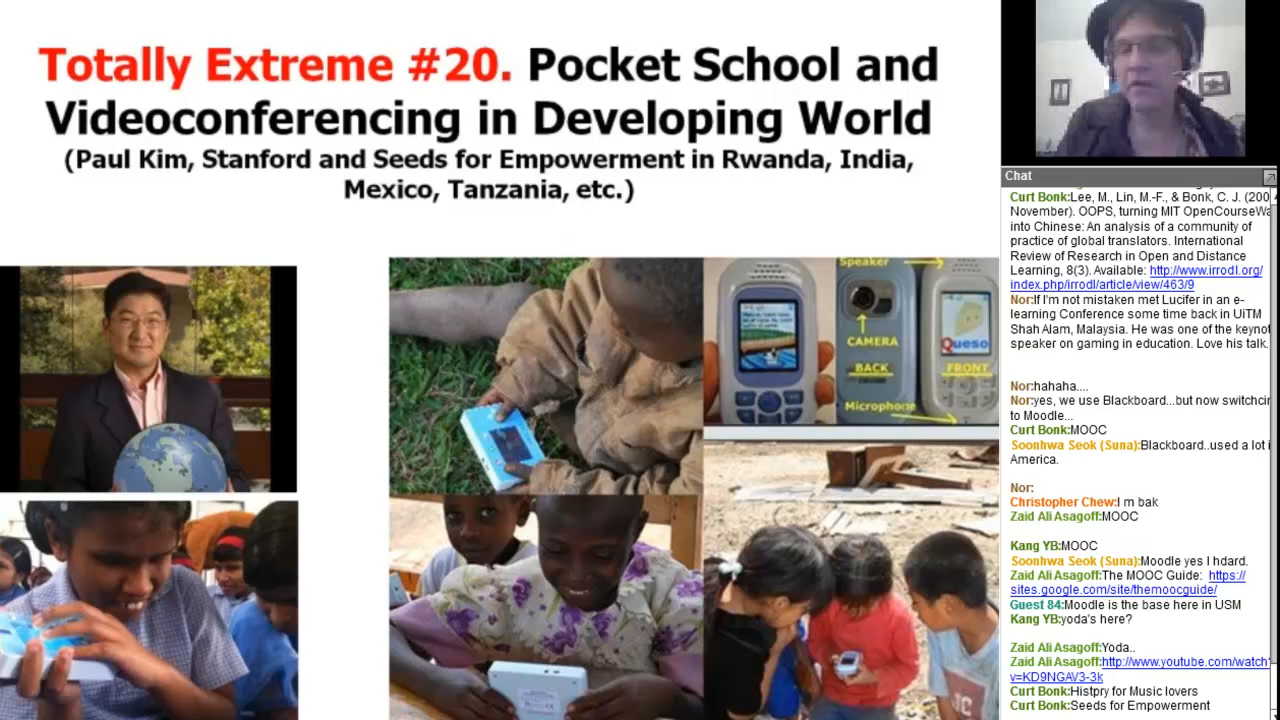 Totally Extreme #20. Pocket School and
Videoconferencing in Developing World
(Paul Kim, Stanford and Seeds for Empowerment in Rwanda, India,
Mexico, Tanzania, etc.)
Speaker
CAMERA
BACK
Queso
FRONT
Microphone
Chat
Curt Bonk:Lee, M., Lin, M.-F., & Bonk, C. J. (200
November). OOPS, turning MIT OpenCourseWa
into Chinese: An analysis of a community of
practice of global translators. International
Review of Research in Open and Distance
Learning, 8(3). Available: http://www.irrodl.org/
index.php/irrodl/article/view/463/9
Nor:If I'm not mistaken met Lucifer in an e-
learning Conference some time back in UiTM
Shah Alam, Malaysia. He was one of the keynot
speaker on gaming in education. Love his talk.
Nor:hahaha....
Nor:yes, we use Blackboard...but now switchin
to Moodle...
Curt Bonk:MOOC
Soonhwa Seok (Suna):Blackboard..used a lot i
America.
Nor:
Christopher Chew:I m bak
Zaid Ali Asagoff:MOOC
Kang YB:MOOC
Soonhwa Seok (Suna):Moodle yes I hdard.
Zaid Ali Asagoff:The MOOC Guide: https://
sites.google.com/site/themoocguide/
Guest 84:Moodle is the base here in USM
Kang YB:yoda's here?
Zaid Ali Asagoff:Yoda..
Zaid Ali Asagoff:http://www.youtube.com/watch?
v=KD9NGAV3-3k
Curt Bonk:Histpry for Music lovers
Curt Bonk:Seeds for Empowerment